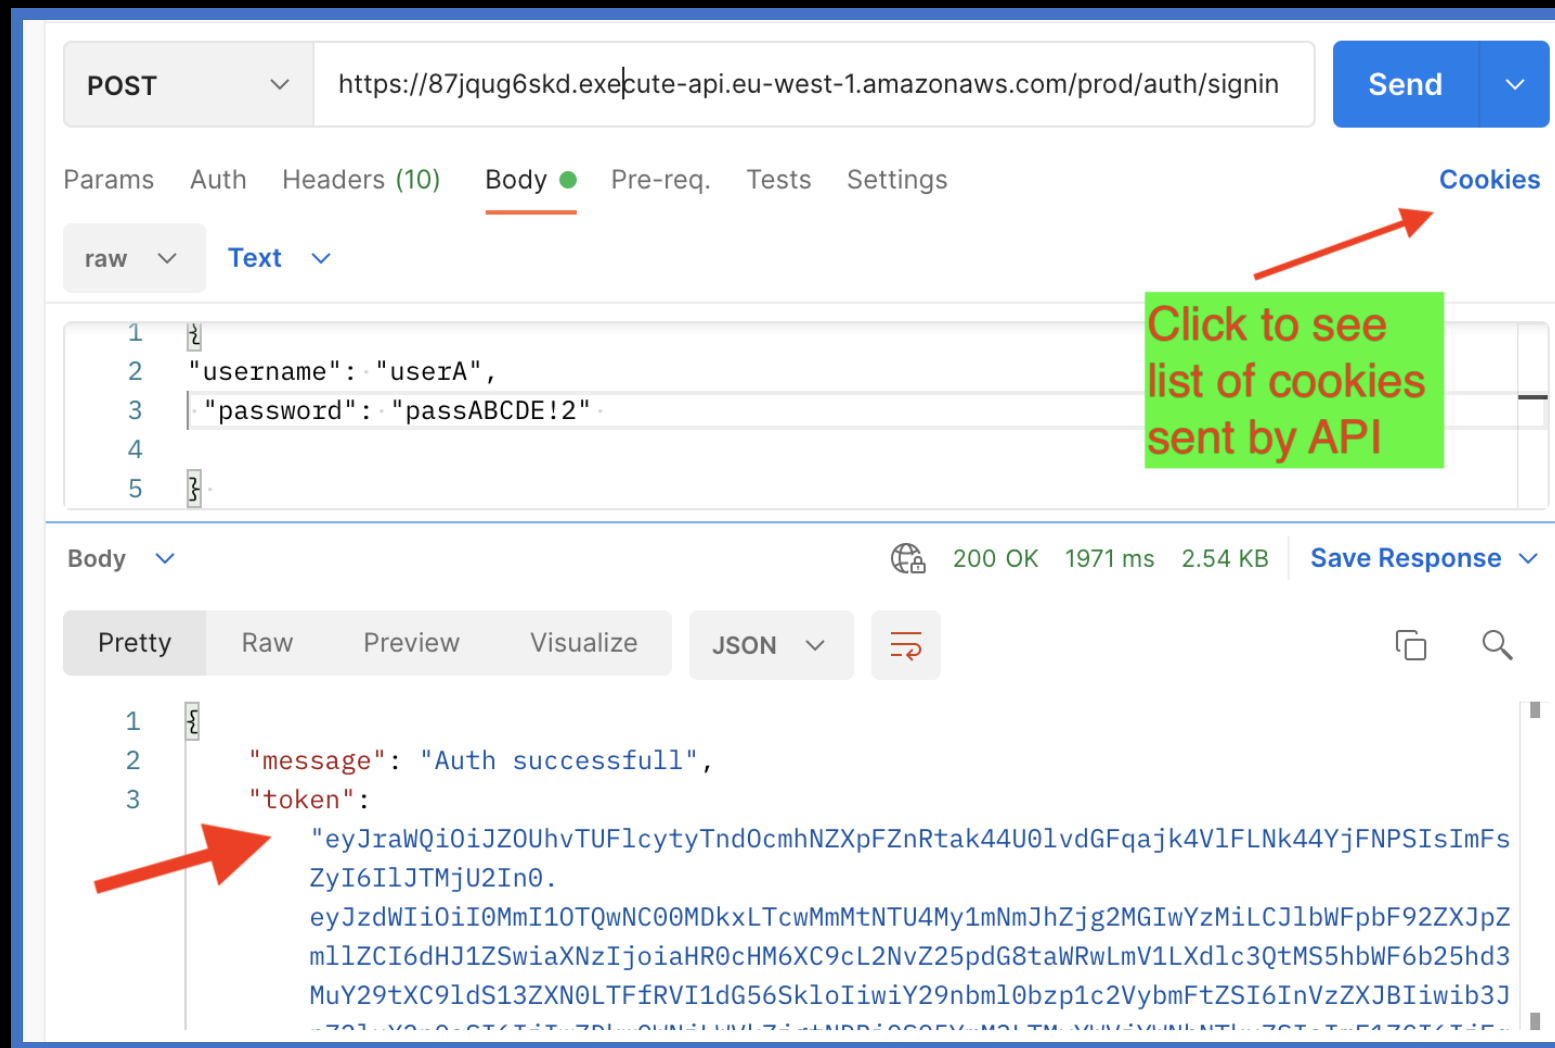 POST https://87jqug6skd.execute-api.eu-west-1.amazonaws.com/prod/auth/signin Send
Params Auth Headers (10) Body Pre-req. Tests Settings Cookies
raw Text
Click to see
list of cookies
sent by API
1 {
2 "username": "userA",
3 "password": "passABCDE!2"
4
5 }
Body 200 OK 1971 ms 2.54 KB Save Response
Pretty Raw Preview Visualize JSON
1 {
2 "message": "Auth successfull",
3 "token":
"eyJraWQiOiJZOUhvTUFlcytyTndOcmhNZXpFZnRtak44U0lvdGFqajk4VlFLNk44YjFNPSIsImFs
ZyI6IlJTMjU2In0.
eyJzdWIiOiI0MmI1OTQwNC00MDkxLTcwMmMtNTU4My1mNmJhZjg2MGIwYzMiLCJlbWFpbF92ZXJpZ
mllZCI6dHJ1ZSwiaXNzIjoiaHR0cHM6XC9cL2NvZ25pdG8taWRwLmV1LXdlc3QtMS5hbWF6b25hd3
MuY29tXC9ldS13ZXN0LTFfRVI1dG56SkloIiwiY29nbml0bzp1c2VybmFtZSI6InVzZXJBIiwib3J